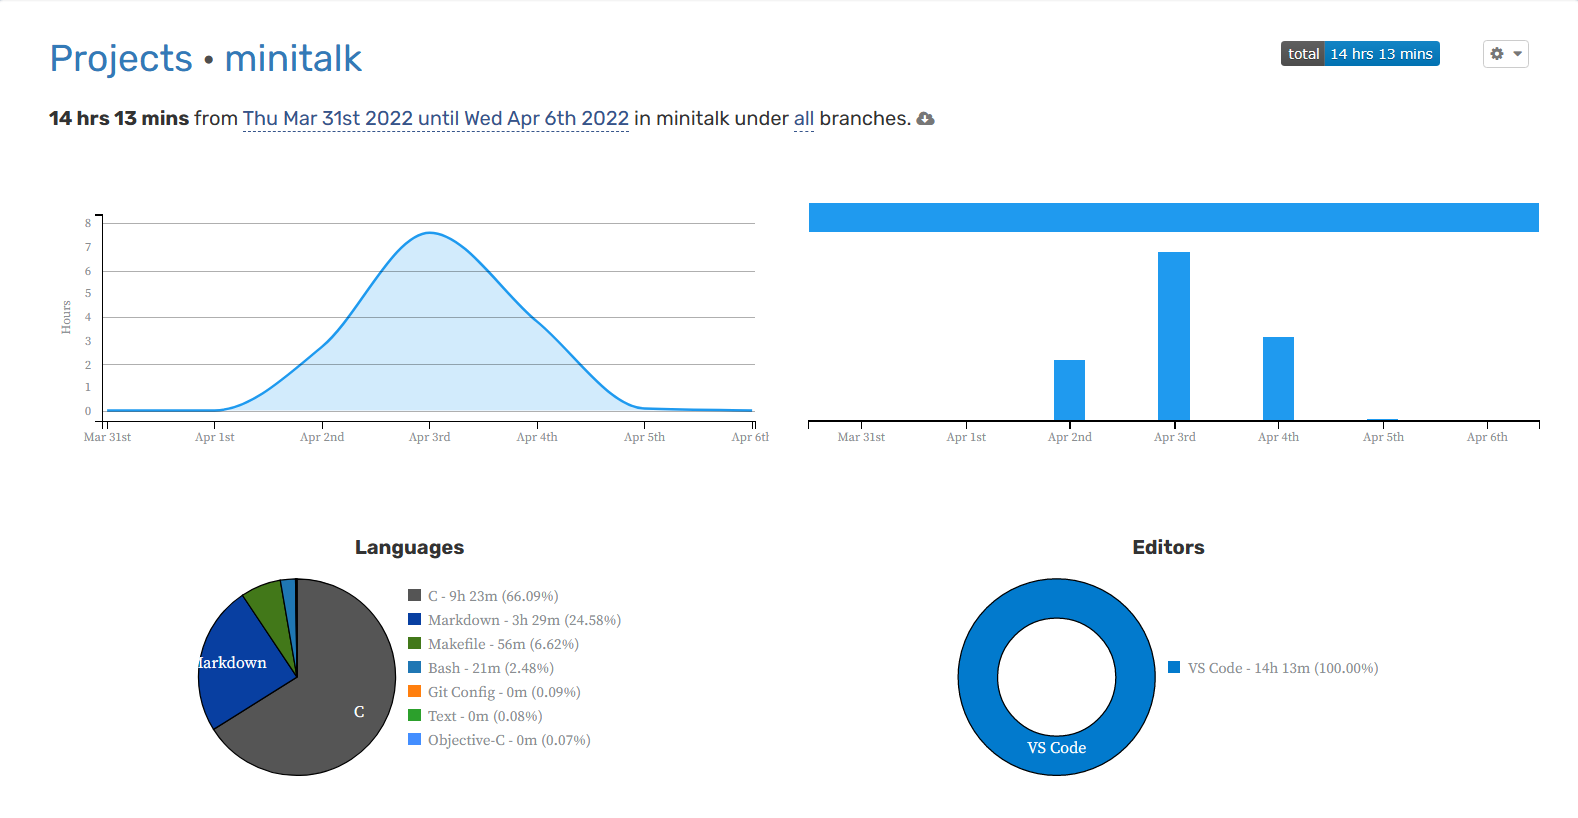 Projects • minitalk
total 14 hrs 13 mins
14 hrs 13 mins from Thu Mar 31st 2022 until Wed Apr 6th 2022 in minitalk under all branches.
Hours
8
7
6
5
4
3
2
1
0
Mar 31st Apr 1st Apr 2nd Apr 3rd Apr 4th Apr 5th Apr 6tl
Mar 31st Apr 1st Apr 2nd Apr 3rd Apr 4th Apr 5th Apr 6th
Languages
arkdown
C
C - 9h 23m (66.09%)
Markdown - 3h 29m (24.58%)
Makefile - 56m (6.62%)
Bash - 21m (2.48%)
Git Config - 0m (0.09%)
Text - 0m (0.08%)
Objective-C - 0m (0.07%)
Editors
VS Code
VS Code - 14h 13m (100.00%)